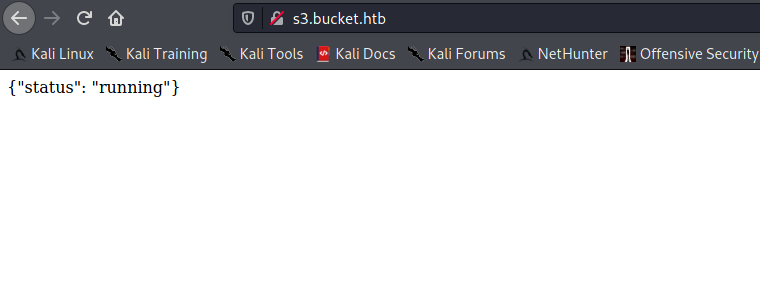 s3.bucket.htb
Kali Linux Kali Training Kali Tools Kali Docs Kali Forums NetHunter Offensive Security
{"status": "running"}